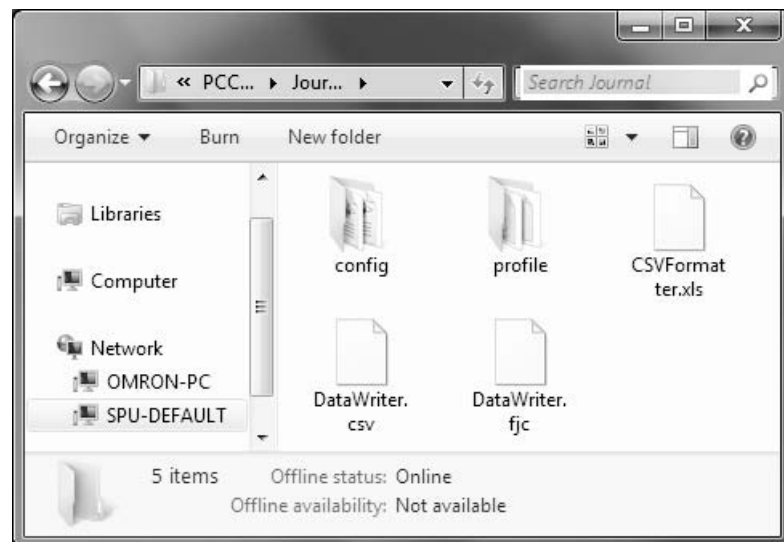 « PCC... ▸ Jour... ▸
Search Journal
Organize ▾ Burn New folder
Libraries
Computer
Network
OMRON-PC
SPU-DEFAULT
config
profile
CSVFormat
ter.xls
DataWriter.
csv
DataWriter.
fjc
5 items Offline status: Online
Offline availability: Not available